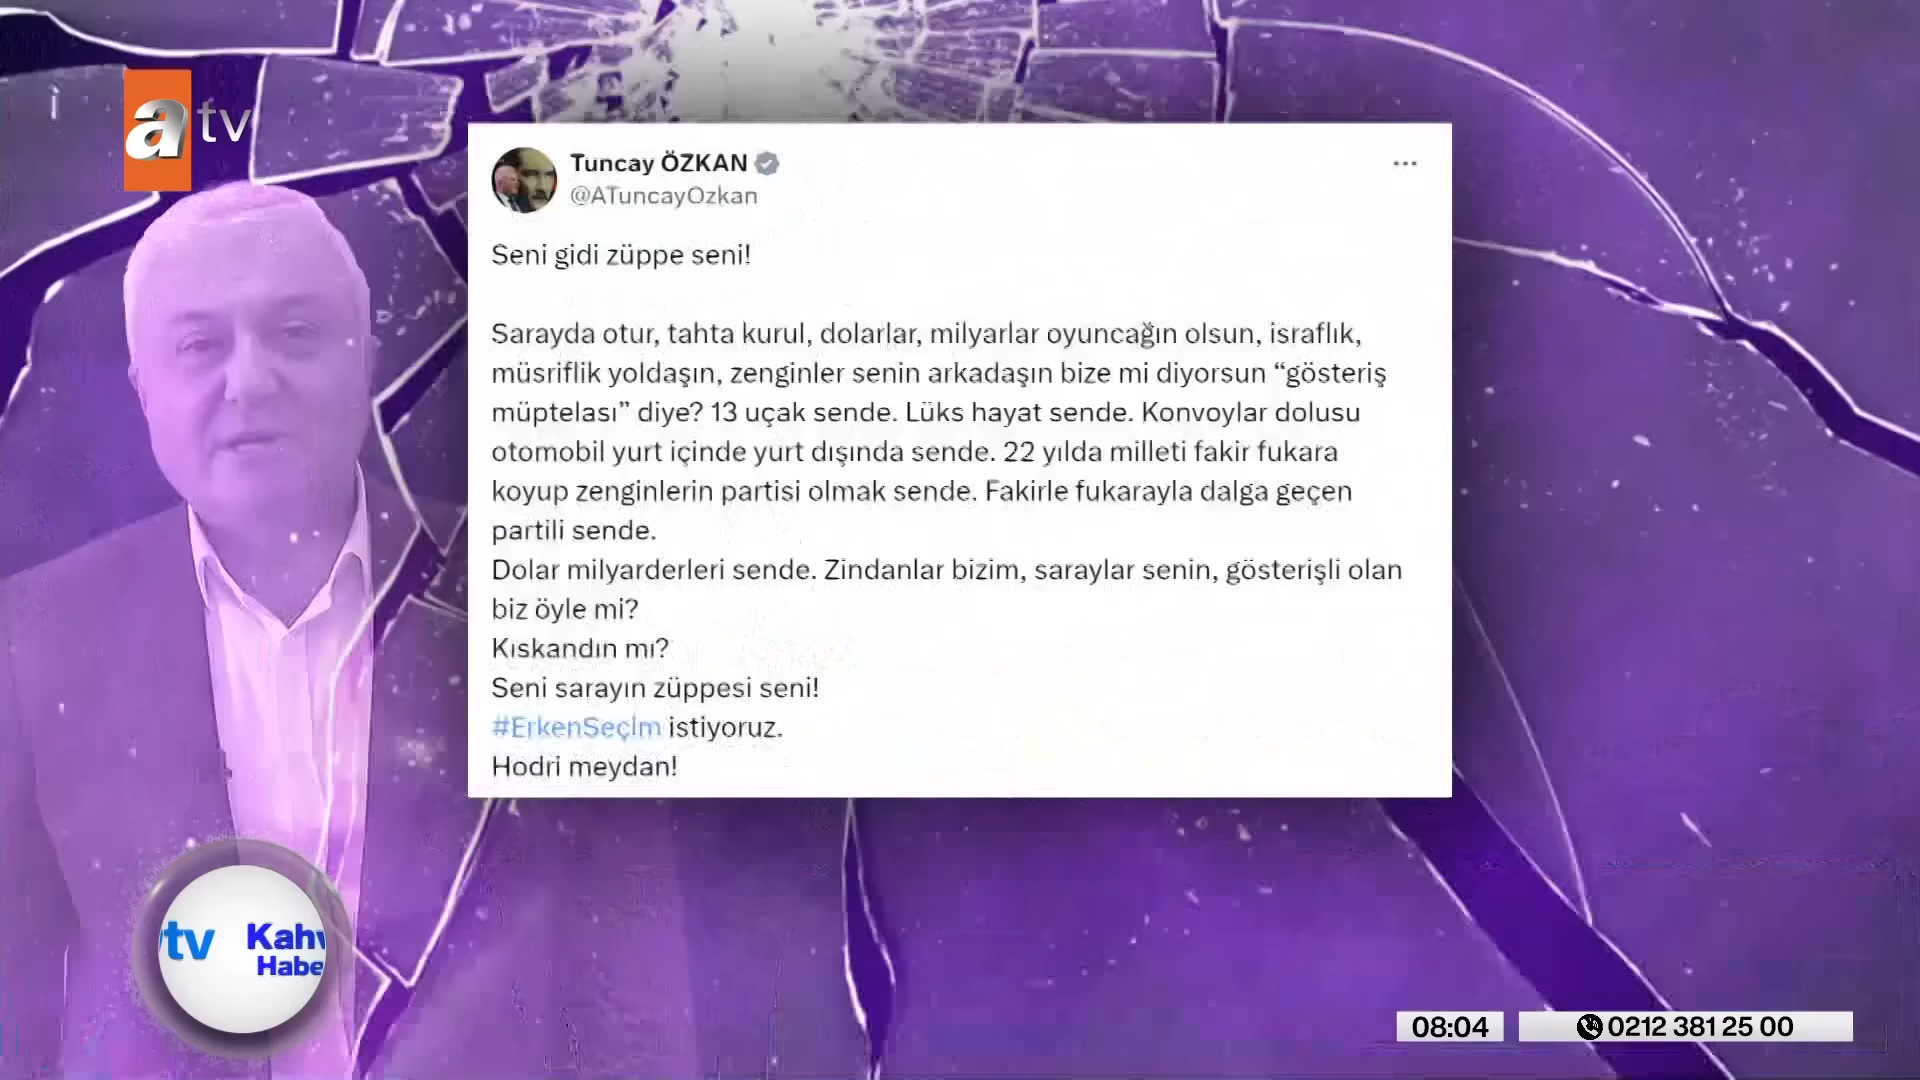 a tv
Tuncay ÖZKAN
@ATuncayOzkan
Seni gidi züppe seni!
Sarayda otur, tahta kurul, dolarlar, milyarlar oyuncağın olsun, israflık,
müsriflik yoldaşın, zenginler senin arkadaşın bize mi diyorsun “gösteriş
müptelası” diye? 13 uçak sende. Lüks hayat sende. Konvoylar dolusu
otomobil yurt içinde yurt dışında sende. 22 yılda milleti fakir fukara
koyup zenginlerin partisi olmak sende. Fakirle fukarayla dalga geçen
partili sende.
Dolar milyarderleri sende. Zindanlar bizim, saraylar senin, gösterişli olan
biz öyle mi?
Kıskandın mı?
Seni sarayın züppesi seni!
#ErkenSeçim istiyoruz.
Hodri meydan!
tv Kahv
Habe
08:04
0212 381 25 00